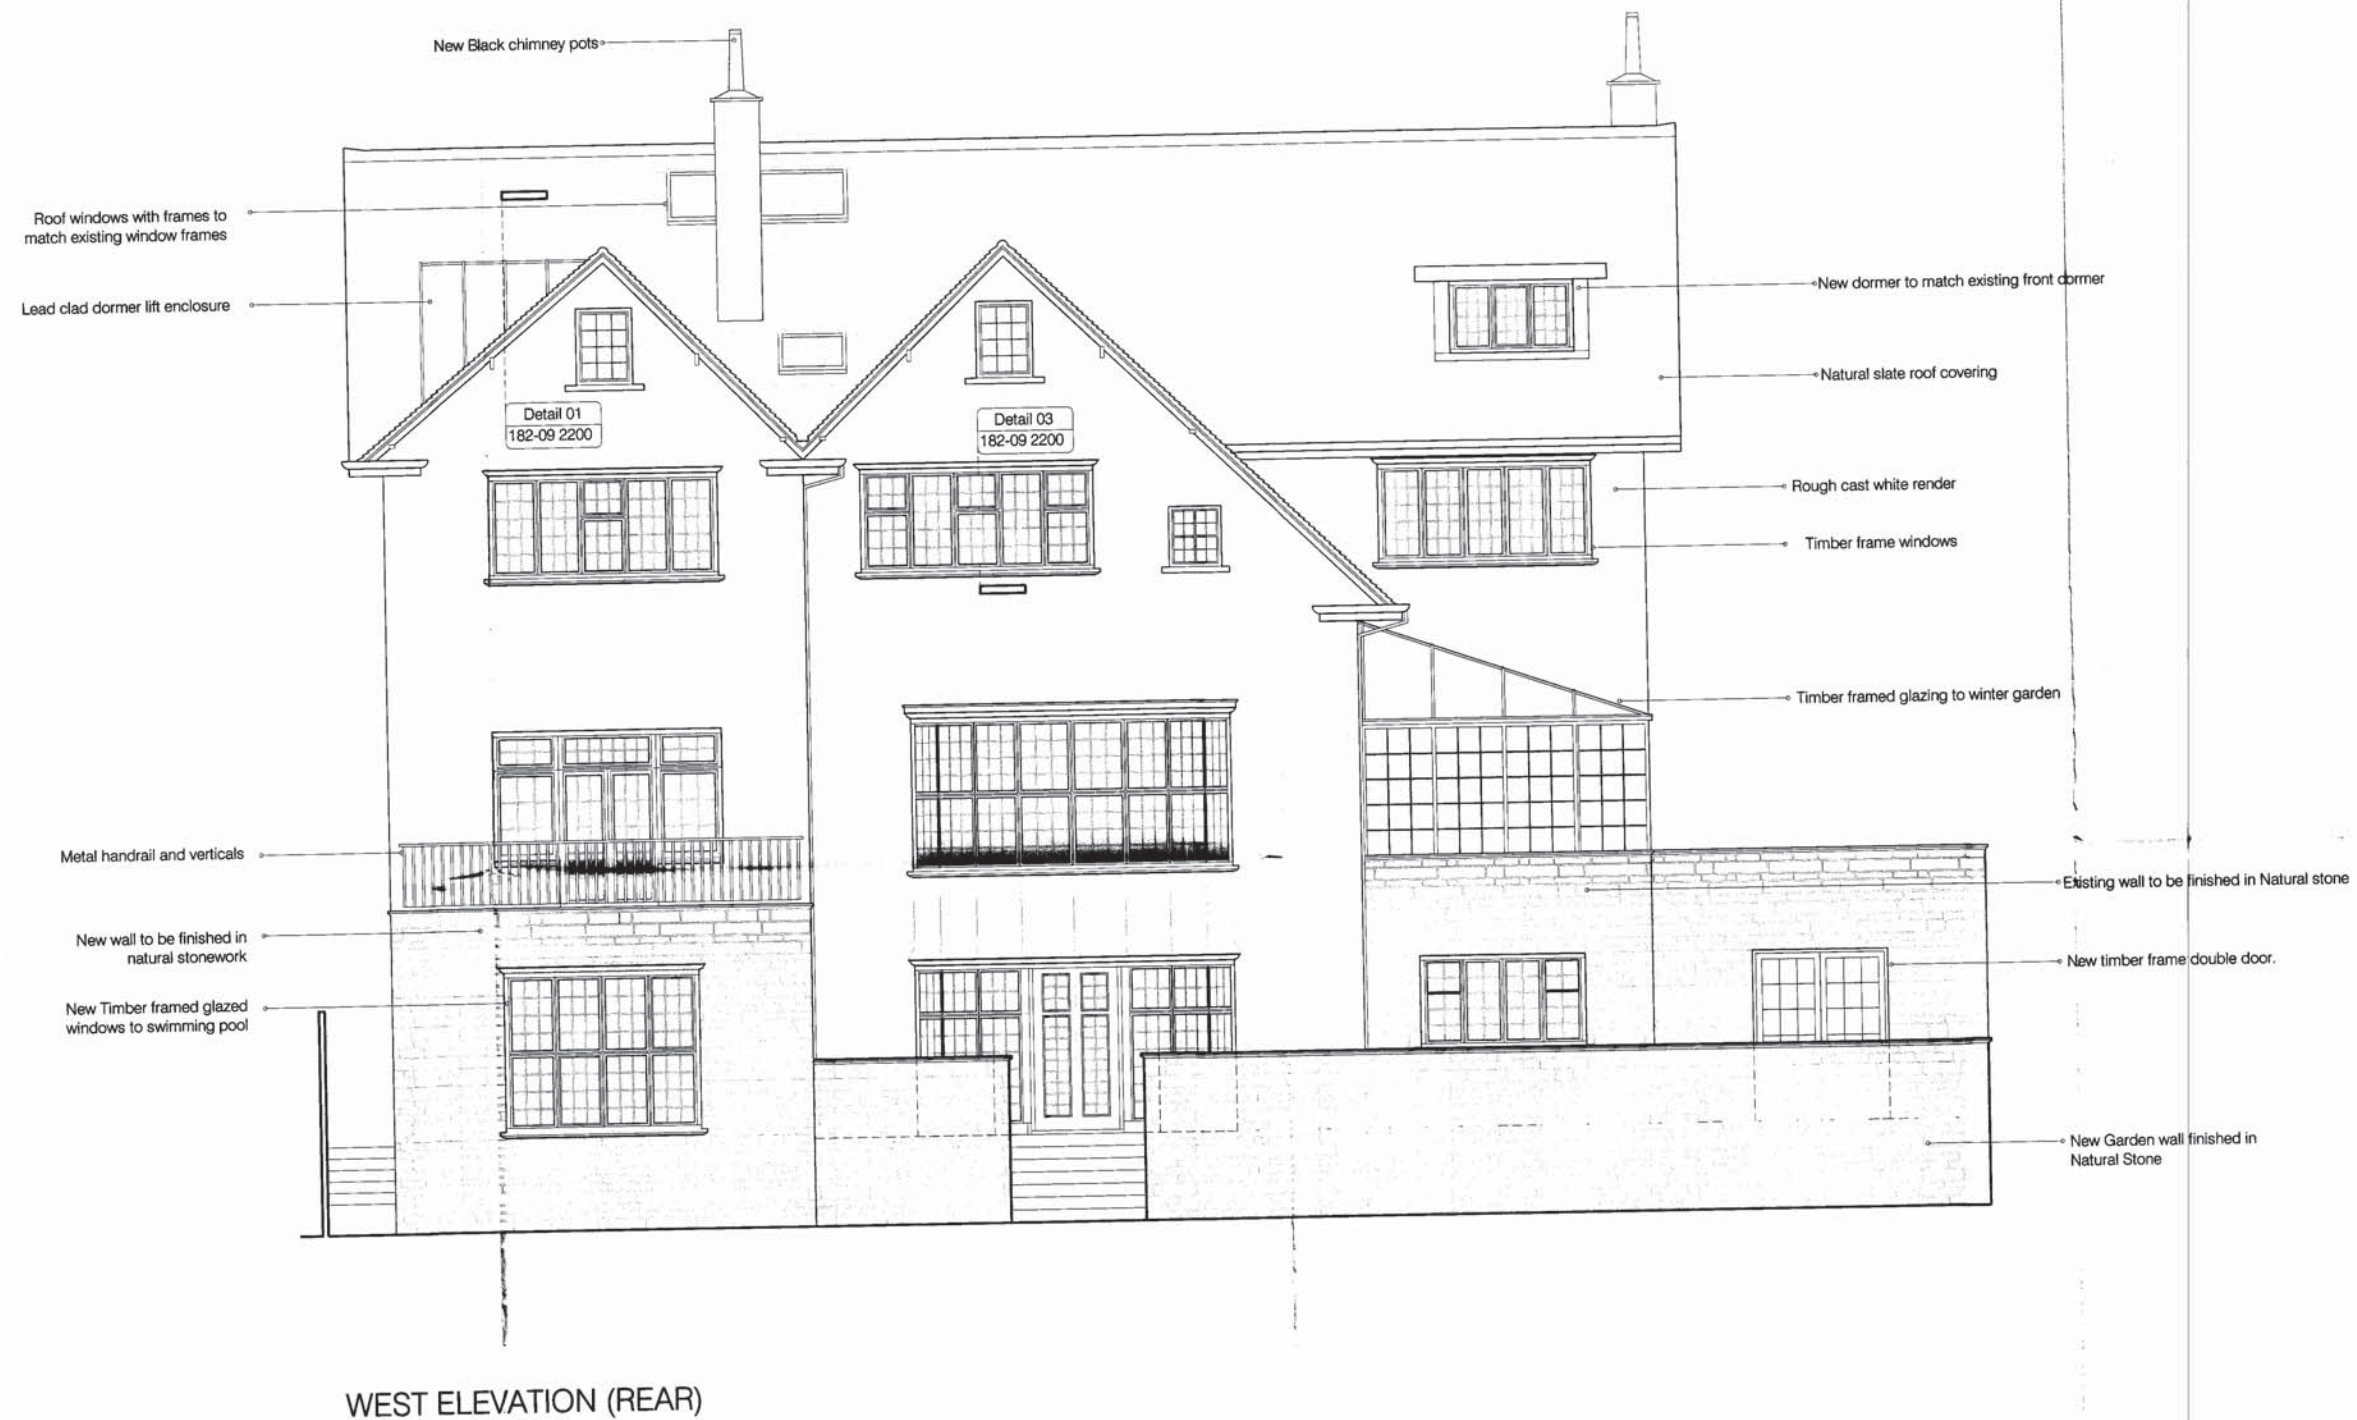 New Black chimney pots
Roof windows with frames to
match existing window frames
Lead clad dormer lift enclosure
New dormer to match existing front dormer
Natural slate roof covering
Detail 01
182-09 2200
Detail 03
182-09 2200
Rough cast white render
Timber frame windows
Timber framed glazing to winter garden
Metal handrail and verticals
Existing wall to be finished in Natural stone
New wall to be finished in
natural stonework
New timber frame double door.
New Timber framed glazed
windows to swimming pool
New Garden wall finished in
Natural Stone
WEST ELEVATION (REAR)